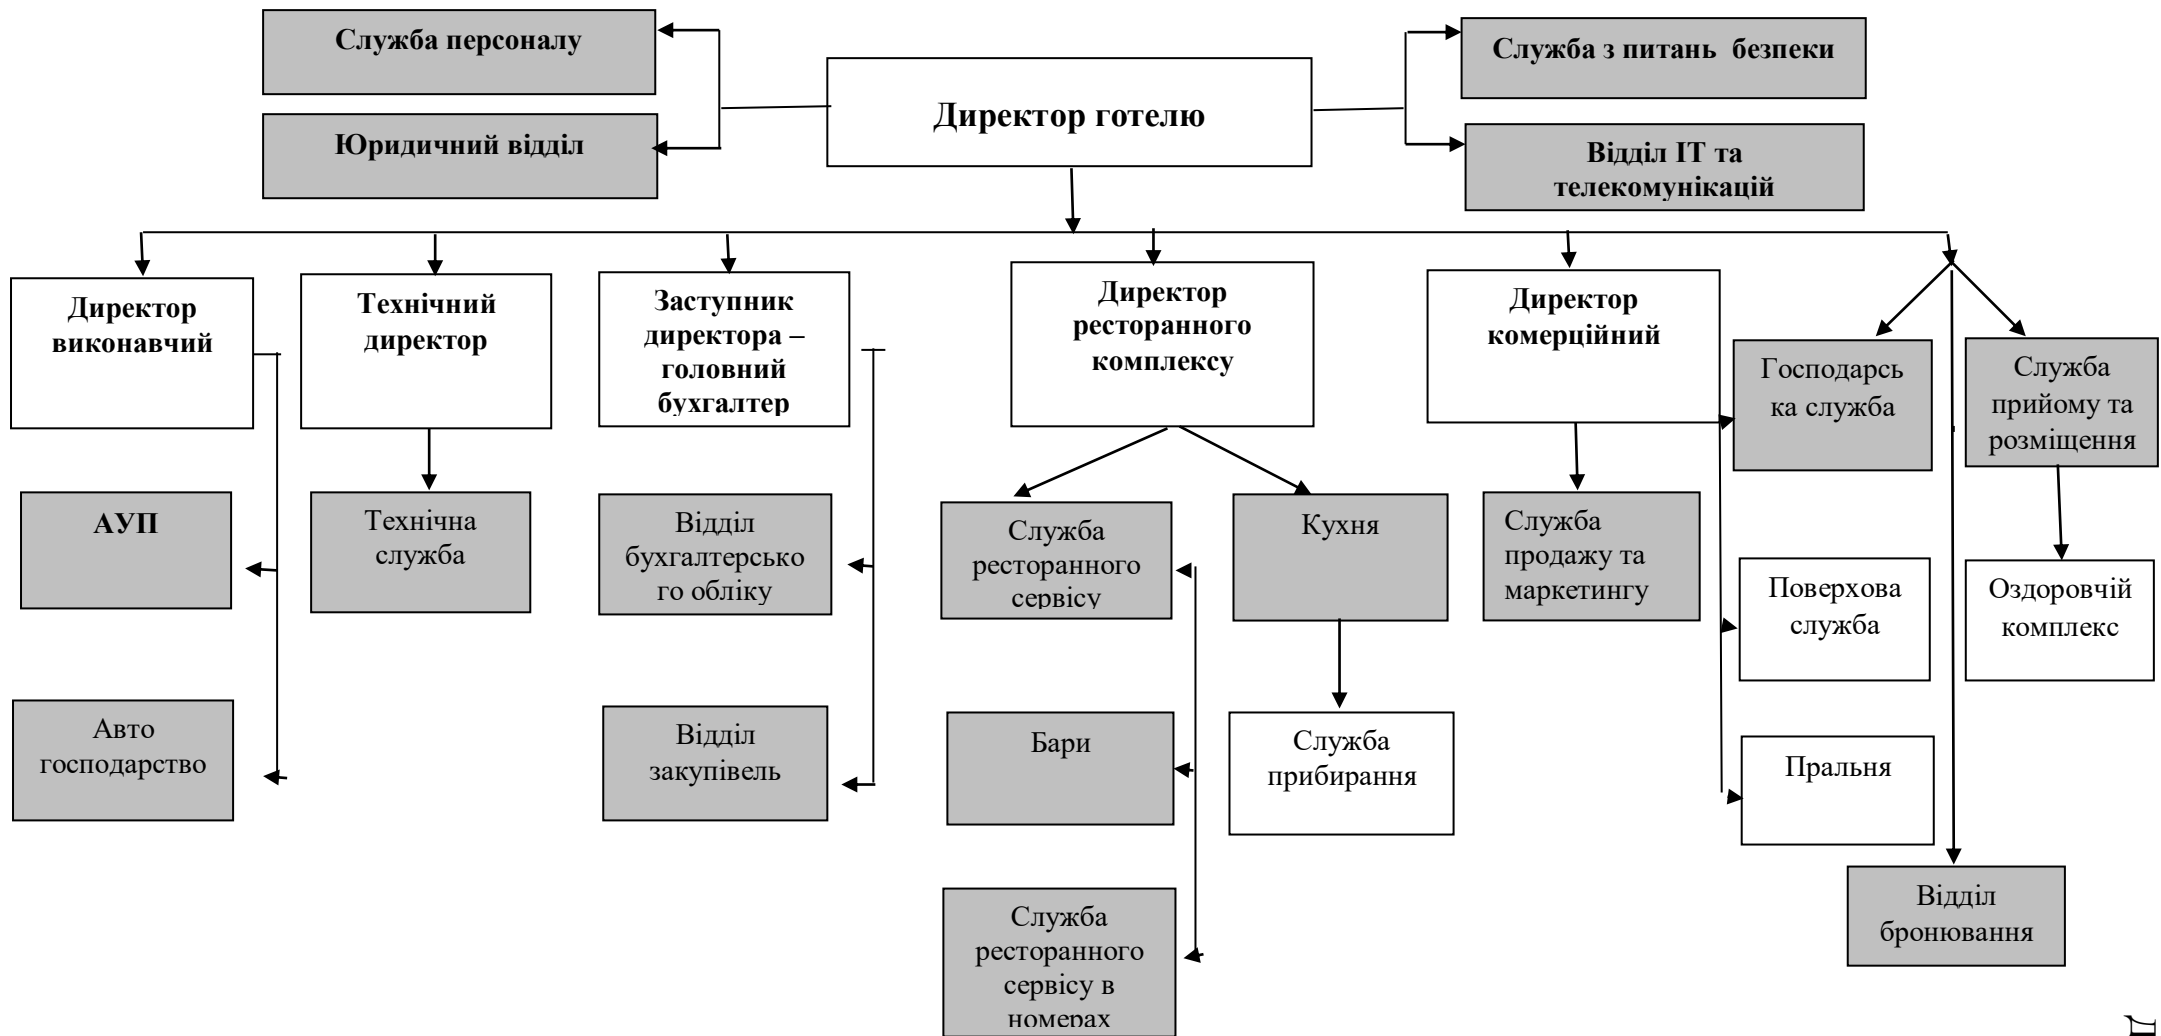 Служба персоналу
Служба з питань безпеки
Директор готелю
Юридичний відділ
Відділ ІТ та
телекомунікацій
Директор
виконавчий
Технічний
директор
Заступник
директора –
головний
бухгалтер
Директор
ресторанного
комплексу
Директор
комерційний
Господарсь
ка служба
Служба
прийому та
розміщення
АУП
Технічна
служба
Відділ
бухгалтерсько
го обліку
Служба
ресторанного
сервісу
Кухня
Служба
продажу та
маркетингу
Поверхова
служба
Оздоровчій
комплекс
Авто
господарство
Відділ
закупівель
Бари
Служба
прибирання
Пральня
Служба
ресторанного
сервісу в
номерах
Відділ
бронювання